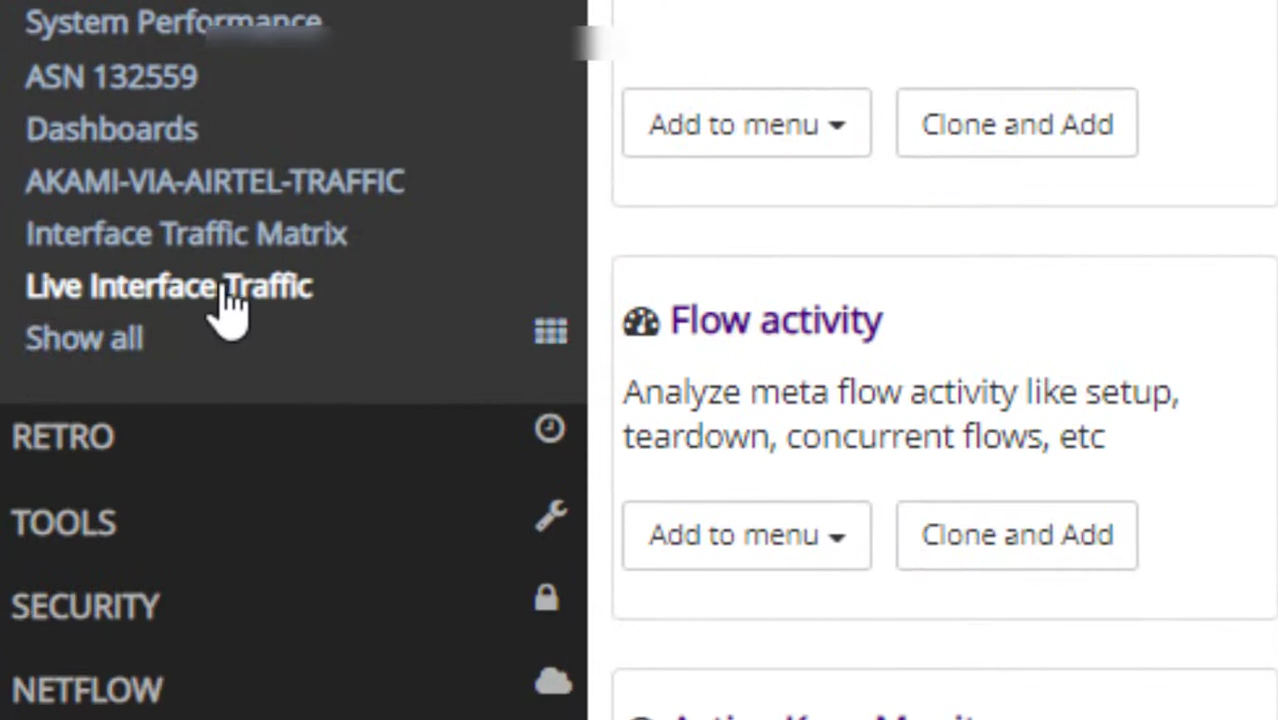 System Performance
ASN 132559
Dashboards
AKAMI-VIA-AIRTEL-TRAFFIC
Interface Traffic Matrix
Live Interface Traffic
Show all
RETRO
TOOLS
SECURITY
NETFLOW
Add to menu
Clone and Add
Flow activity
Analyze meta flow activity like setup,
teardown, concurrent flows, etc
Add to menu
Clone and Add